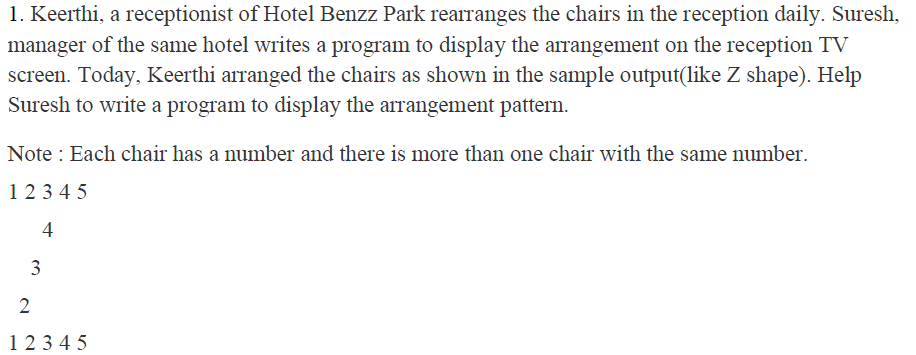 1. Keerthi, a receptionist of Hotel Benzz Park rearranges the chairs in the reception daily. Suresh,
manager of the same hotel writes a program to display the arrangement on the reception TV
screen. Today, Keerthi arranged the chairs as shown in the sample output(like Z shape). Help
Suresh to write a program to display the arrangement pattern.
Note : Each chair has a number and there is more than one chair with the same number.
1 2 3 4 5
4
3
2
1 2 3 4 5